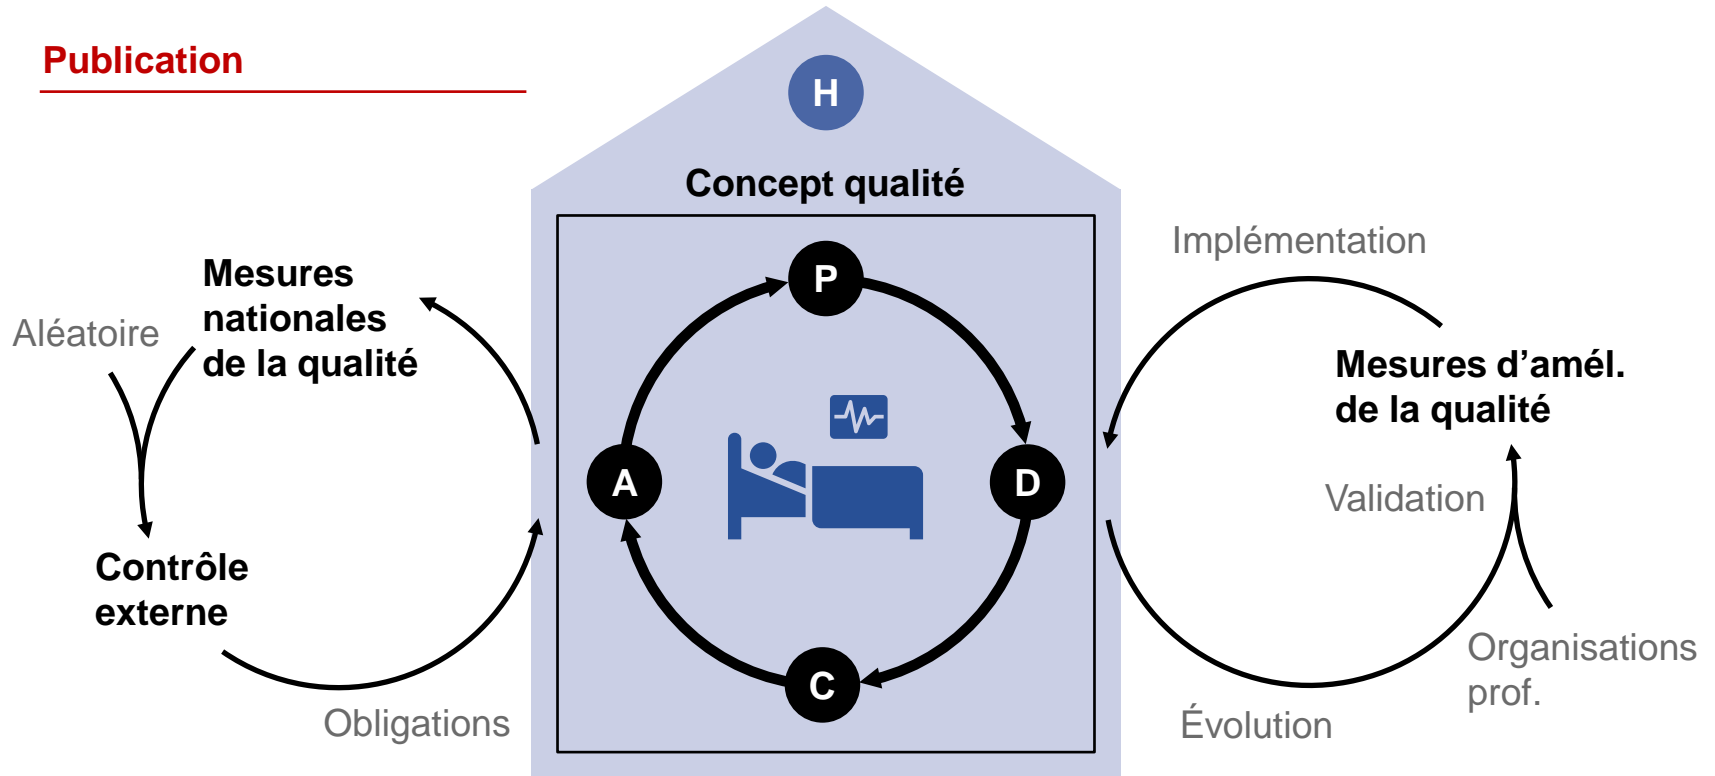 Publication
H
Concept qualité
Mesures
nationales
de la qualité
Aléatoire
Contrôle
externe
Obligations
P
A
D
C
Implémentation
Mesures d’amél.
de la qualité
Validation
Organisations
prof.
Évolution